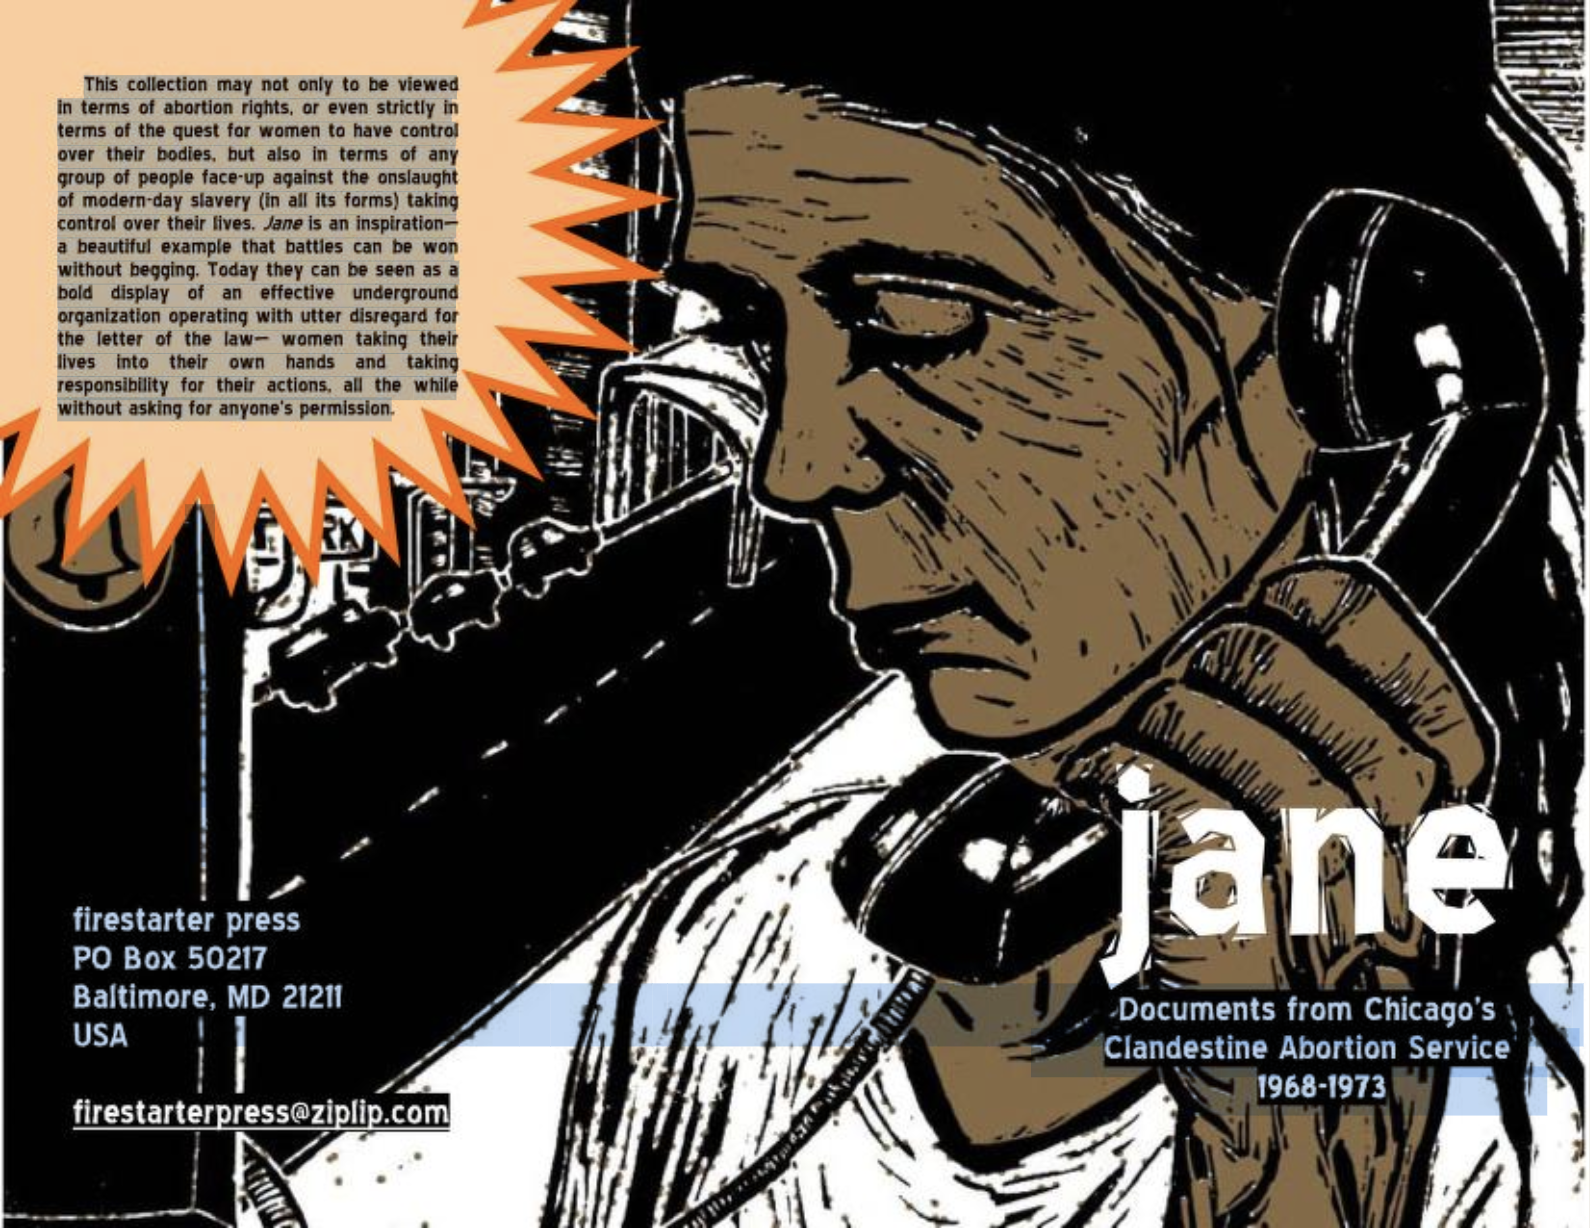 This collection may not only to be viewed
in terms of abortion rights, or even strictly in
terms of the quest for women to have control
over their bodies, but also in terms of any
group of people face-up against the onslaught
of modern-day slavery (in all its forms) taking
control over their lives. Jane is an inspiration—
a beautiful example that battles can be won
without begging. Today they can be seen as a
bold display of an effective underground
organization operating with utter disregard for
the letter of the law— women taking their
lives into their own hands and taking
responsibility for their actions, all the while
without asking for anyone's permission.
firestarter press
PO Box 50217
Baltimore, MD 21211
USA
firestarterpress@ziplip.com
jane
Documents from Chicago's
Clandestine Abortion Service
1968-1973